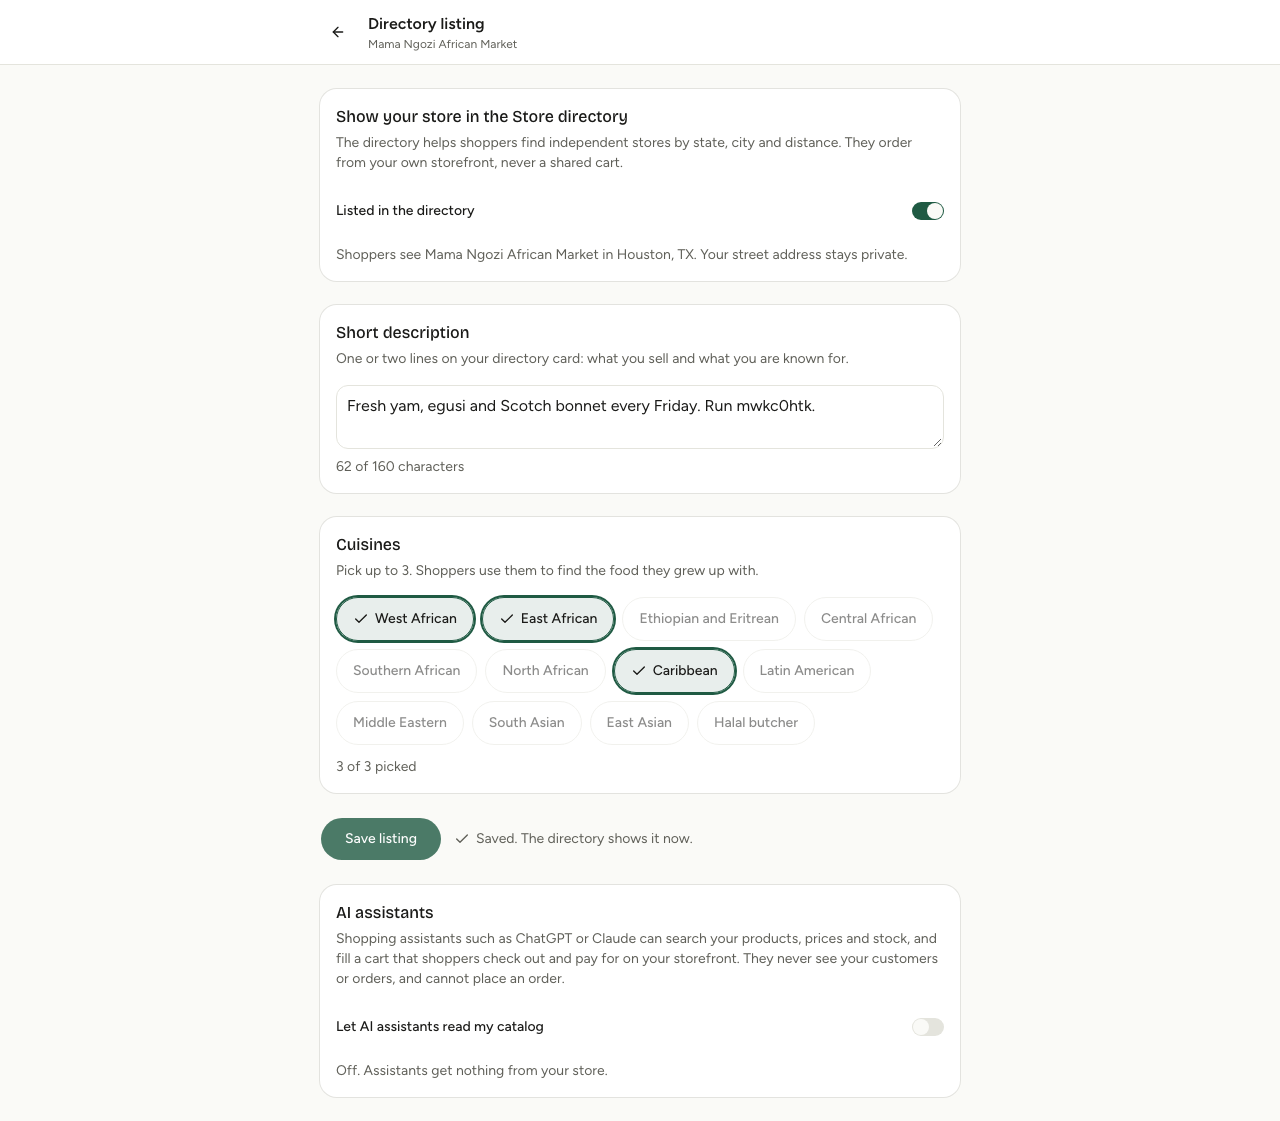 Directory listing
Mama Ngozi African Market
Show your store in the Store directory
The directory helps shoppers find independent stores by state, city and distance. They order
from your own storefront, never a shared cart.
Listed in the directory
Shoppers see Mama Ngozi African Market in Houston, TX. Your street address stays private.
Short description
One or two lines on your directory card: what you sell and what you are known for.
Fresh yam, egusi and Scotch bonnet every Friday. Run mwkc0htk.
62 of 160 characters
Cuisines
Pick up to 3. Shoppers use them to find the food they grew up with.
West African East African Ethiopian and Eritrean Central African
Southern African North African Caribbean Latin American
Middle Eastern South Asian East Asian Halal butcher
3 of 3 picked
Save listing Saved. The directory shows it now.
AI assistants
Shopping assistants such as ChatGPT or Claude can search your products, prices and stock, and
fill a cart that shoppers check out and pay for on your storefront. They never see your customers
or orders, and cannot place an order.
Let AI assistants read my catalog
Off. Assistants get nothing from your store.